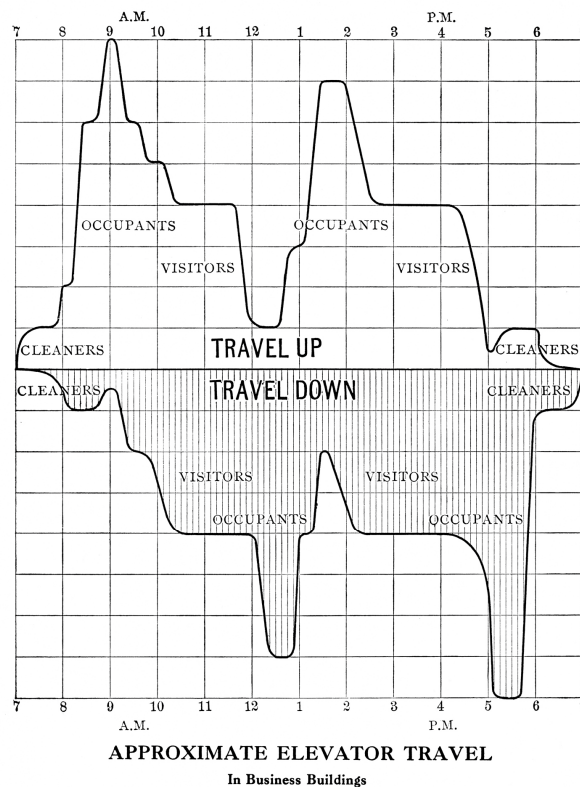 A.M. P.M.
7 8 9 10 11 12 1 2 3 4 5 6
OCCUPANTS OCCUPANTS
VISITORS VISITORS
CLEANERS TRAVEL UP CLEANERS
CLEANERS TRAVEL DOWN CLEANERS
VISITORS VISITORS
OCCUPANTS OCCUPANTS
7 8 9 10 11 12 1 2 3 4 5 6
A.M. P.M.
APPROXIMATE ELEVATOR TRAVEL
In Business Buildings